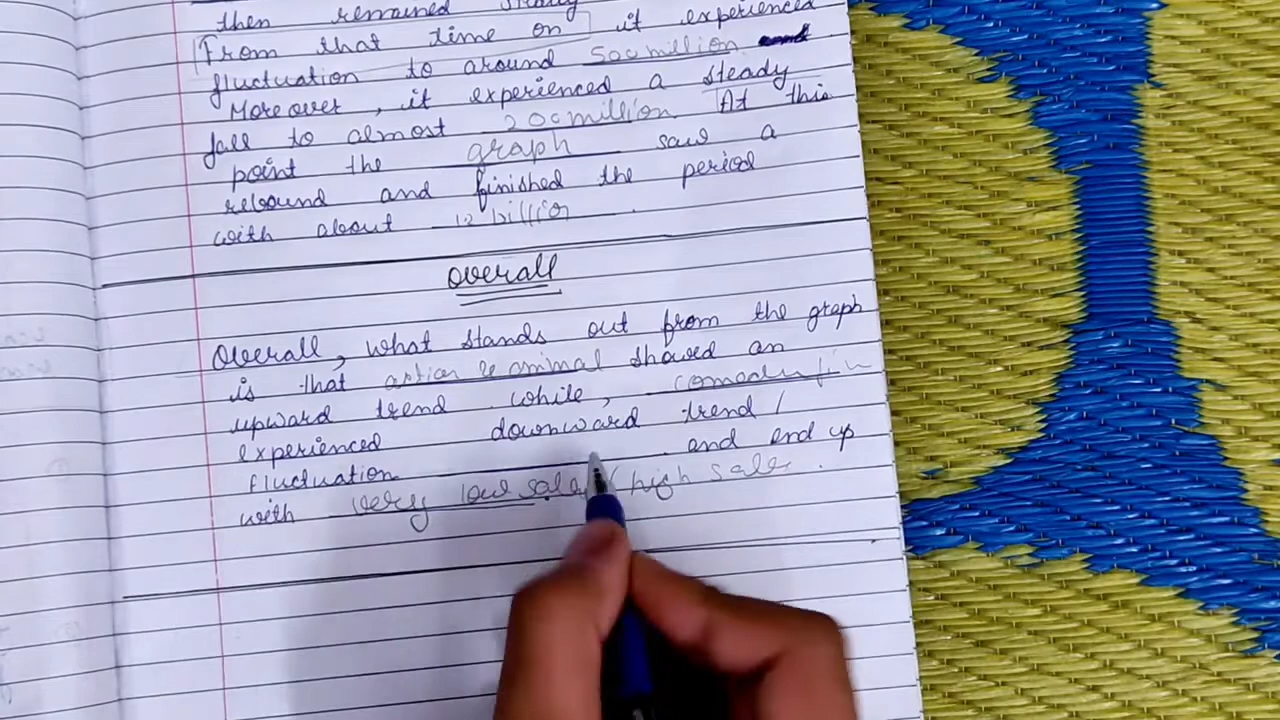 then remained steady
From that time on it experienced
fluctuation to around 500 million
Moreover, it experienced a steady
fall to almost 200 million At this
point the graph saw a
rebound and finished the period
with about 12 billion.
Overall
Overall, what stands out from the graph
is that action & animal showed an
upward trend while,
experienced downward trend /
fluctuation and end up
with very low sales / high sales.